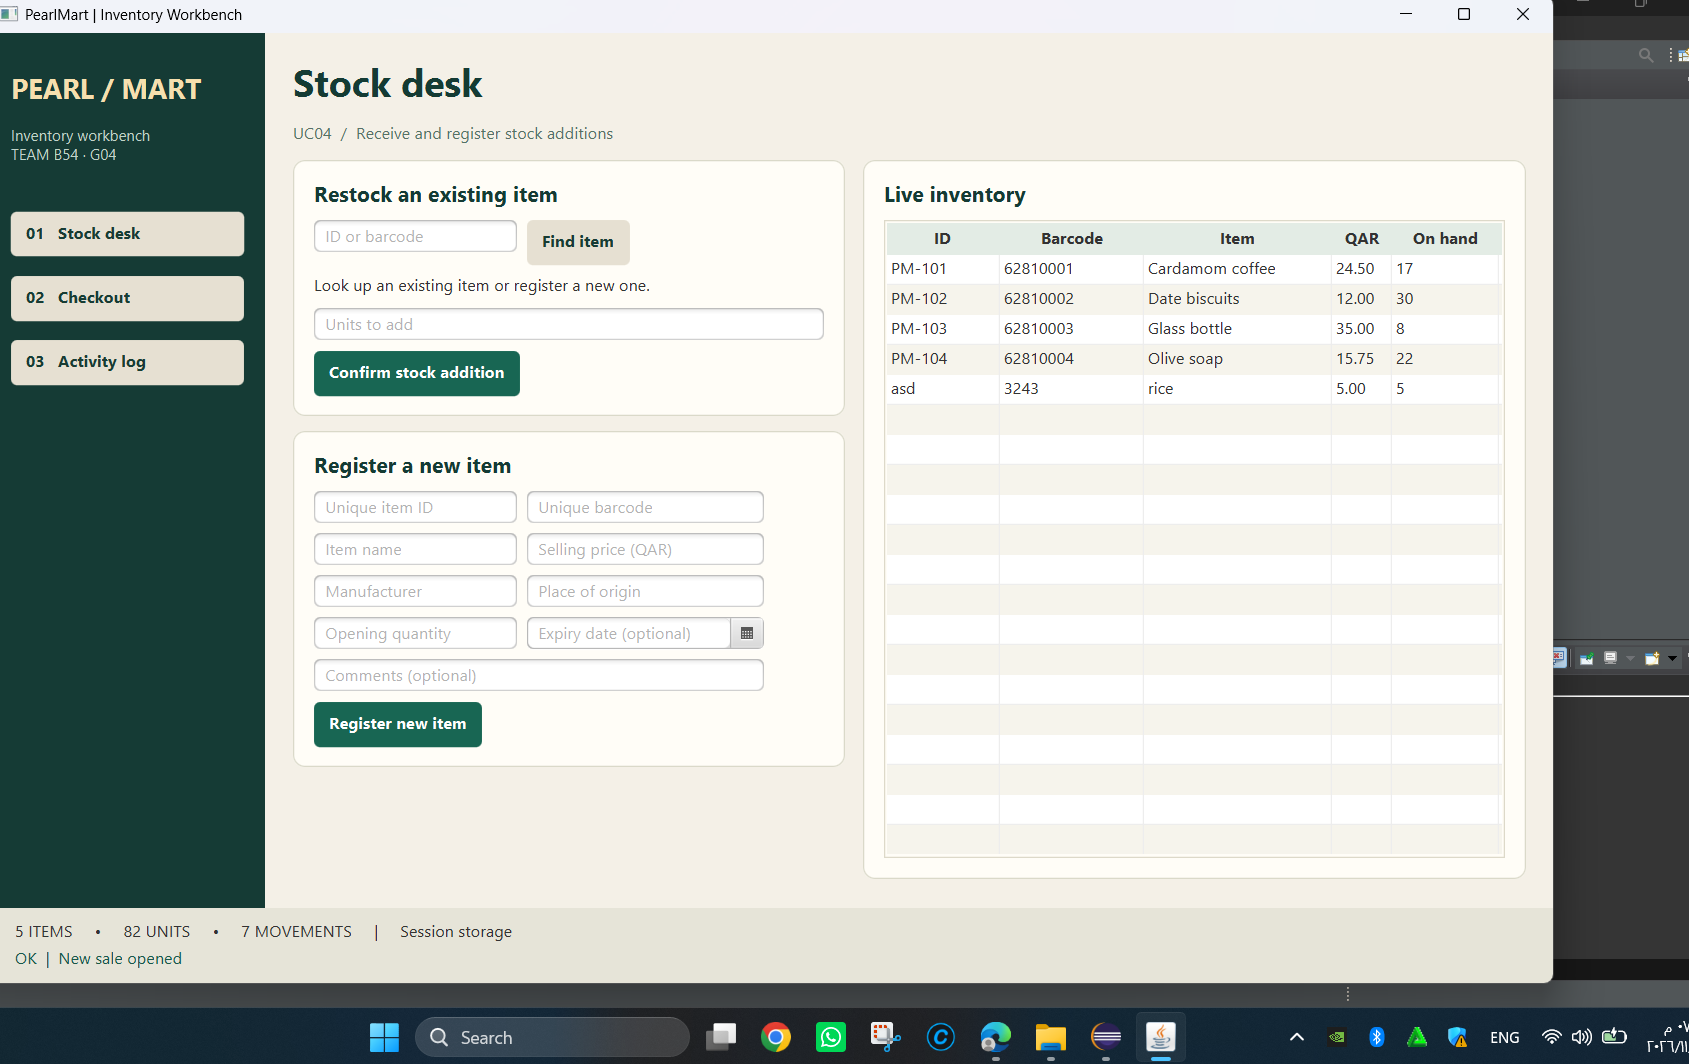 PearlMart | Inventory Workbench
PEARL / MART
Inventory workbench
TEAM B54 · G04
01 Stock desk
02 Checkout
03 Activity log
Stock desk
UC04 / Receive and register stock additions
Restock an existing item
ID or barcode
Find item
Look up an existing item or register a new one.
Units to add
Confirm stock addition
Register a new item
Unique item ID Unique barcode
Item name Selling price (QAR)
Manufacturer Place of origin
Opening quantity Expiry date (optional)
Comments (optional)
Register new item
Live inventory
ID Barcode Item QAR On hand
PM-101 62810001 Cardamom coffee 24.50 17
PM-102 62810002 Date biscuits 12.00 30
PM-103 62810003 Glass bottle 35.00 8
PM-104 62810004 Olive soap 15.75 22
asd 3243 rice 5.00 5
5 ITEMS • 82 UNITS • 7 MOVEMENTS | Session storage
OK | New sale opened
Search
ENG